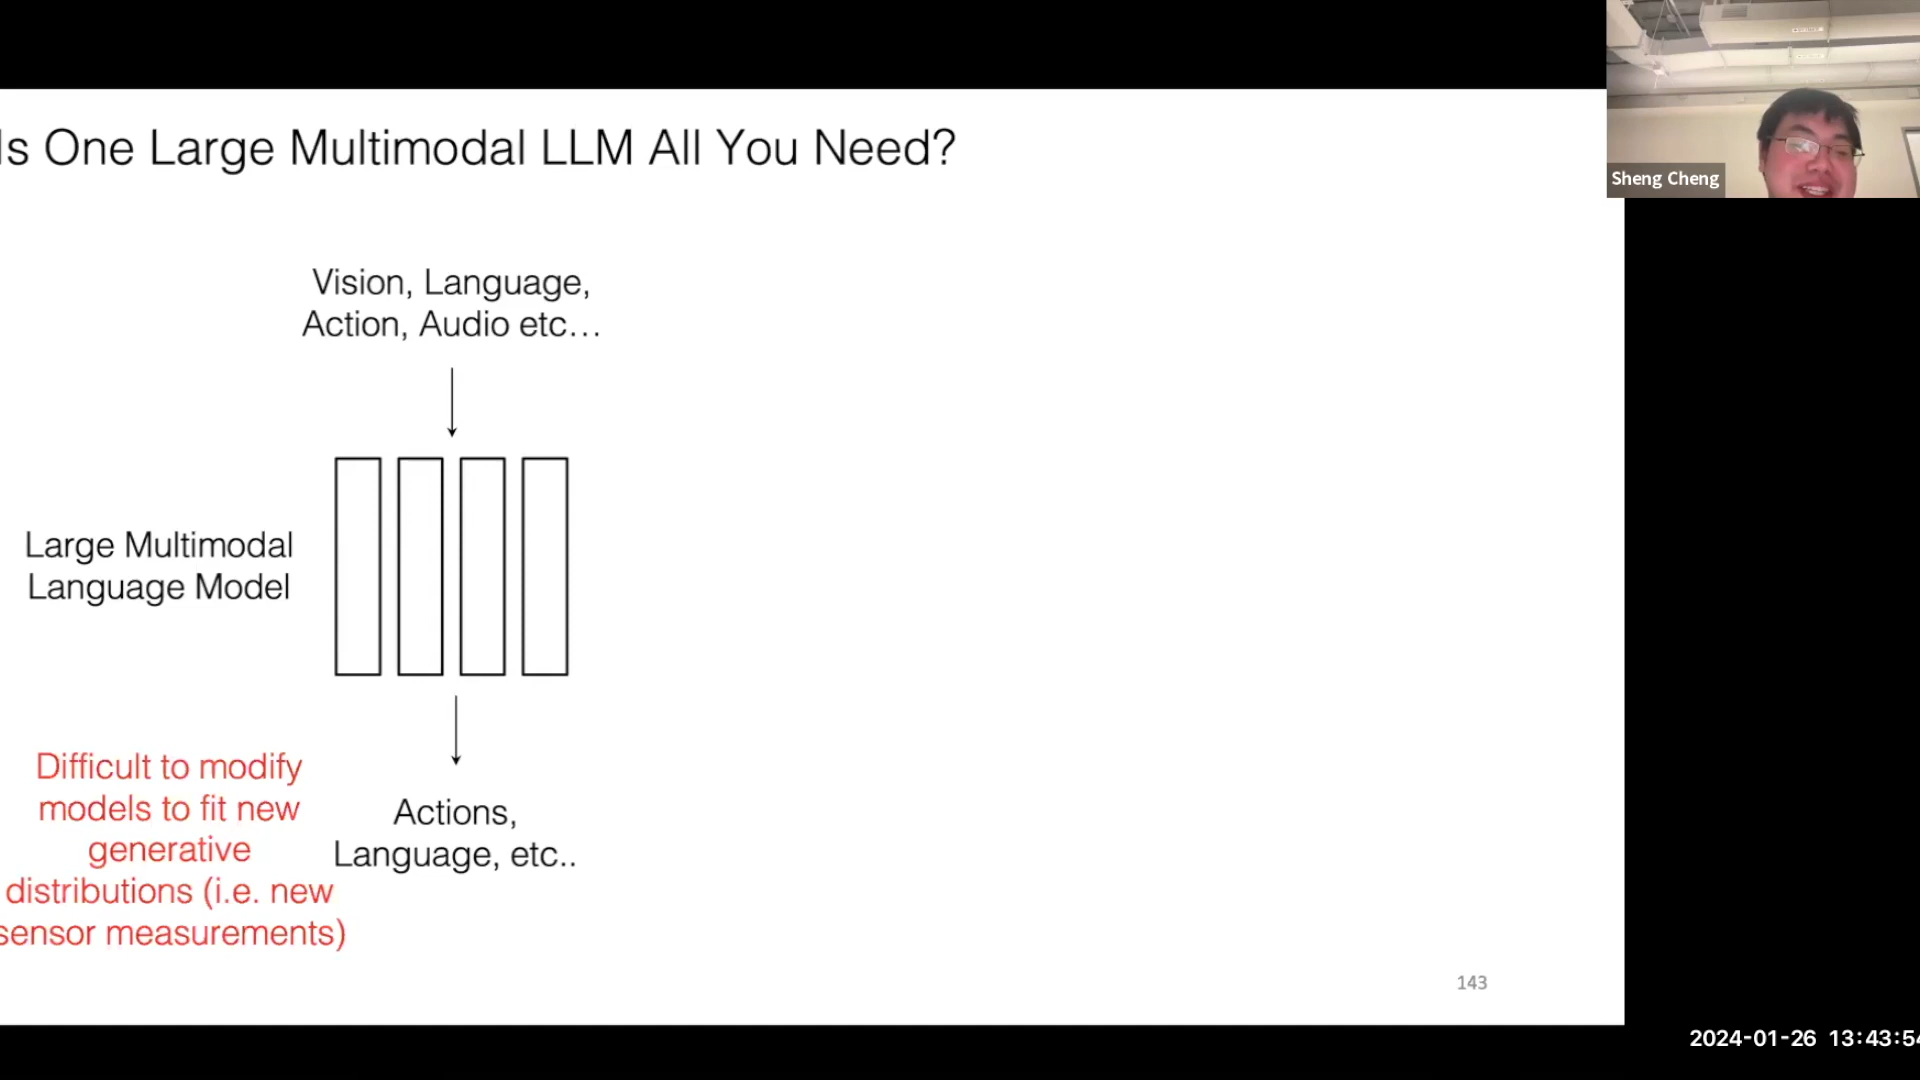 Is One Large Multimodal LLM All You Need?
Sheng Cheng
Vision, Language,
Action, Audio etc…
Large Multimodal
Language Model
Difficult to modify
models to fit new
generative
distributions (i.e. new
sensor measurements)
Actions,
Language, etc..
143
2024-01-26 13:43:54